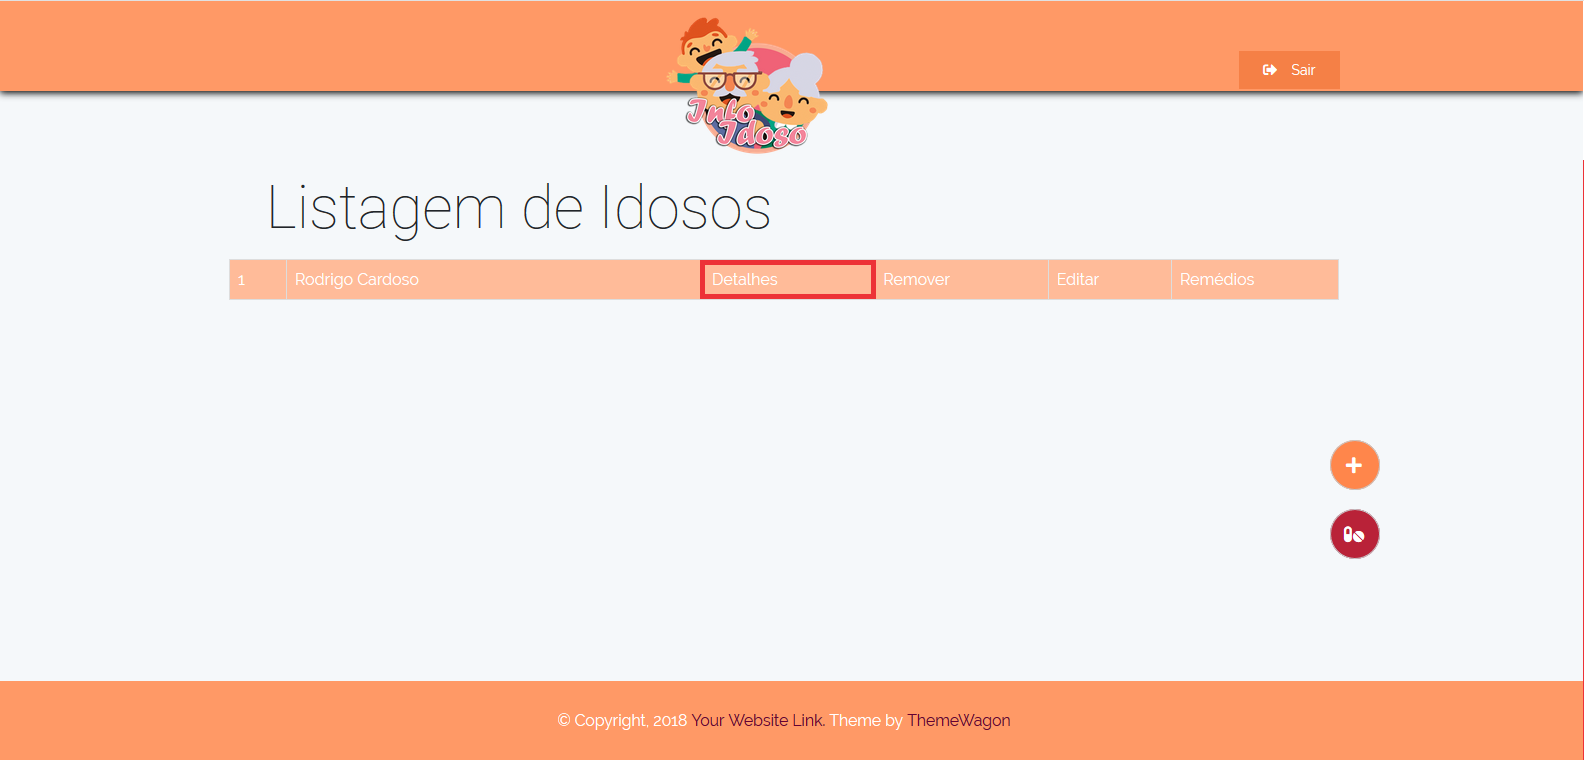 Info
Idoso
Sair
Listagem de Idosos
1 Rodrigo Cardoso Detalhes Remover Editar Remédios
© Copyright, 2018 Your Website Link. Theme by ThemeWagon